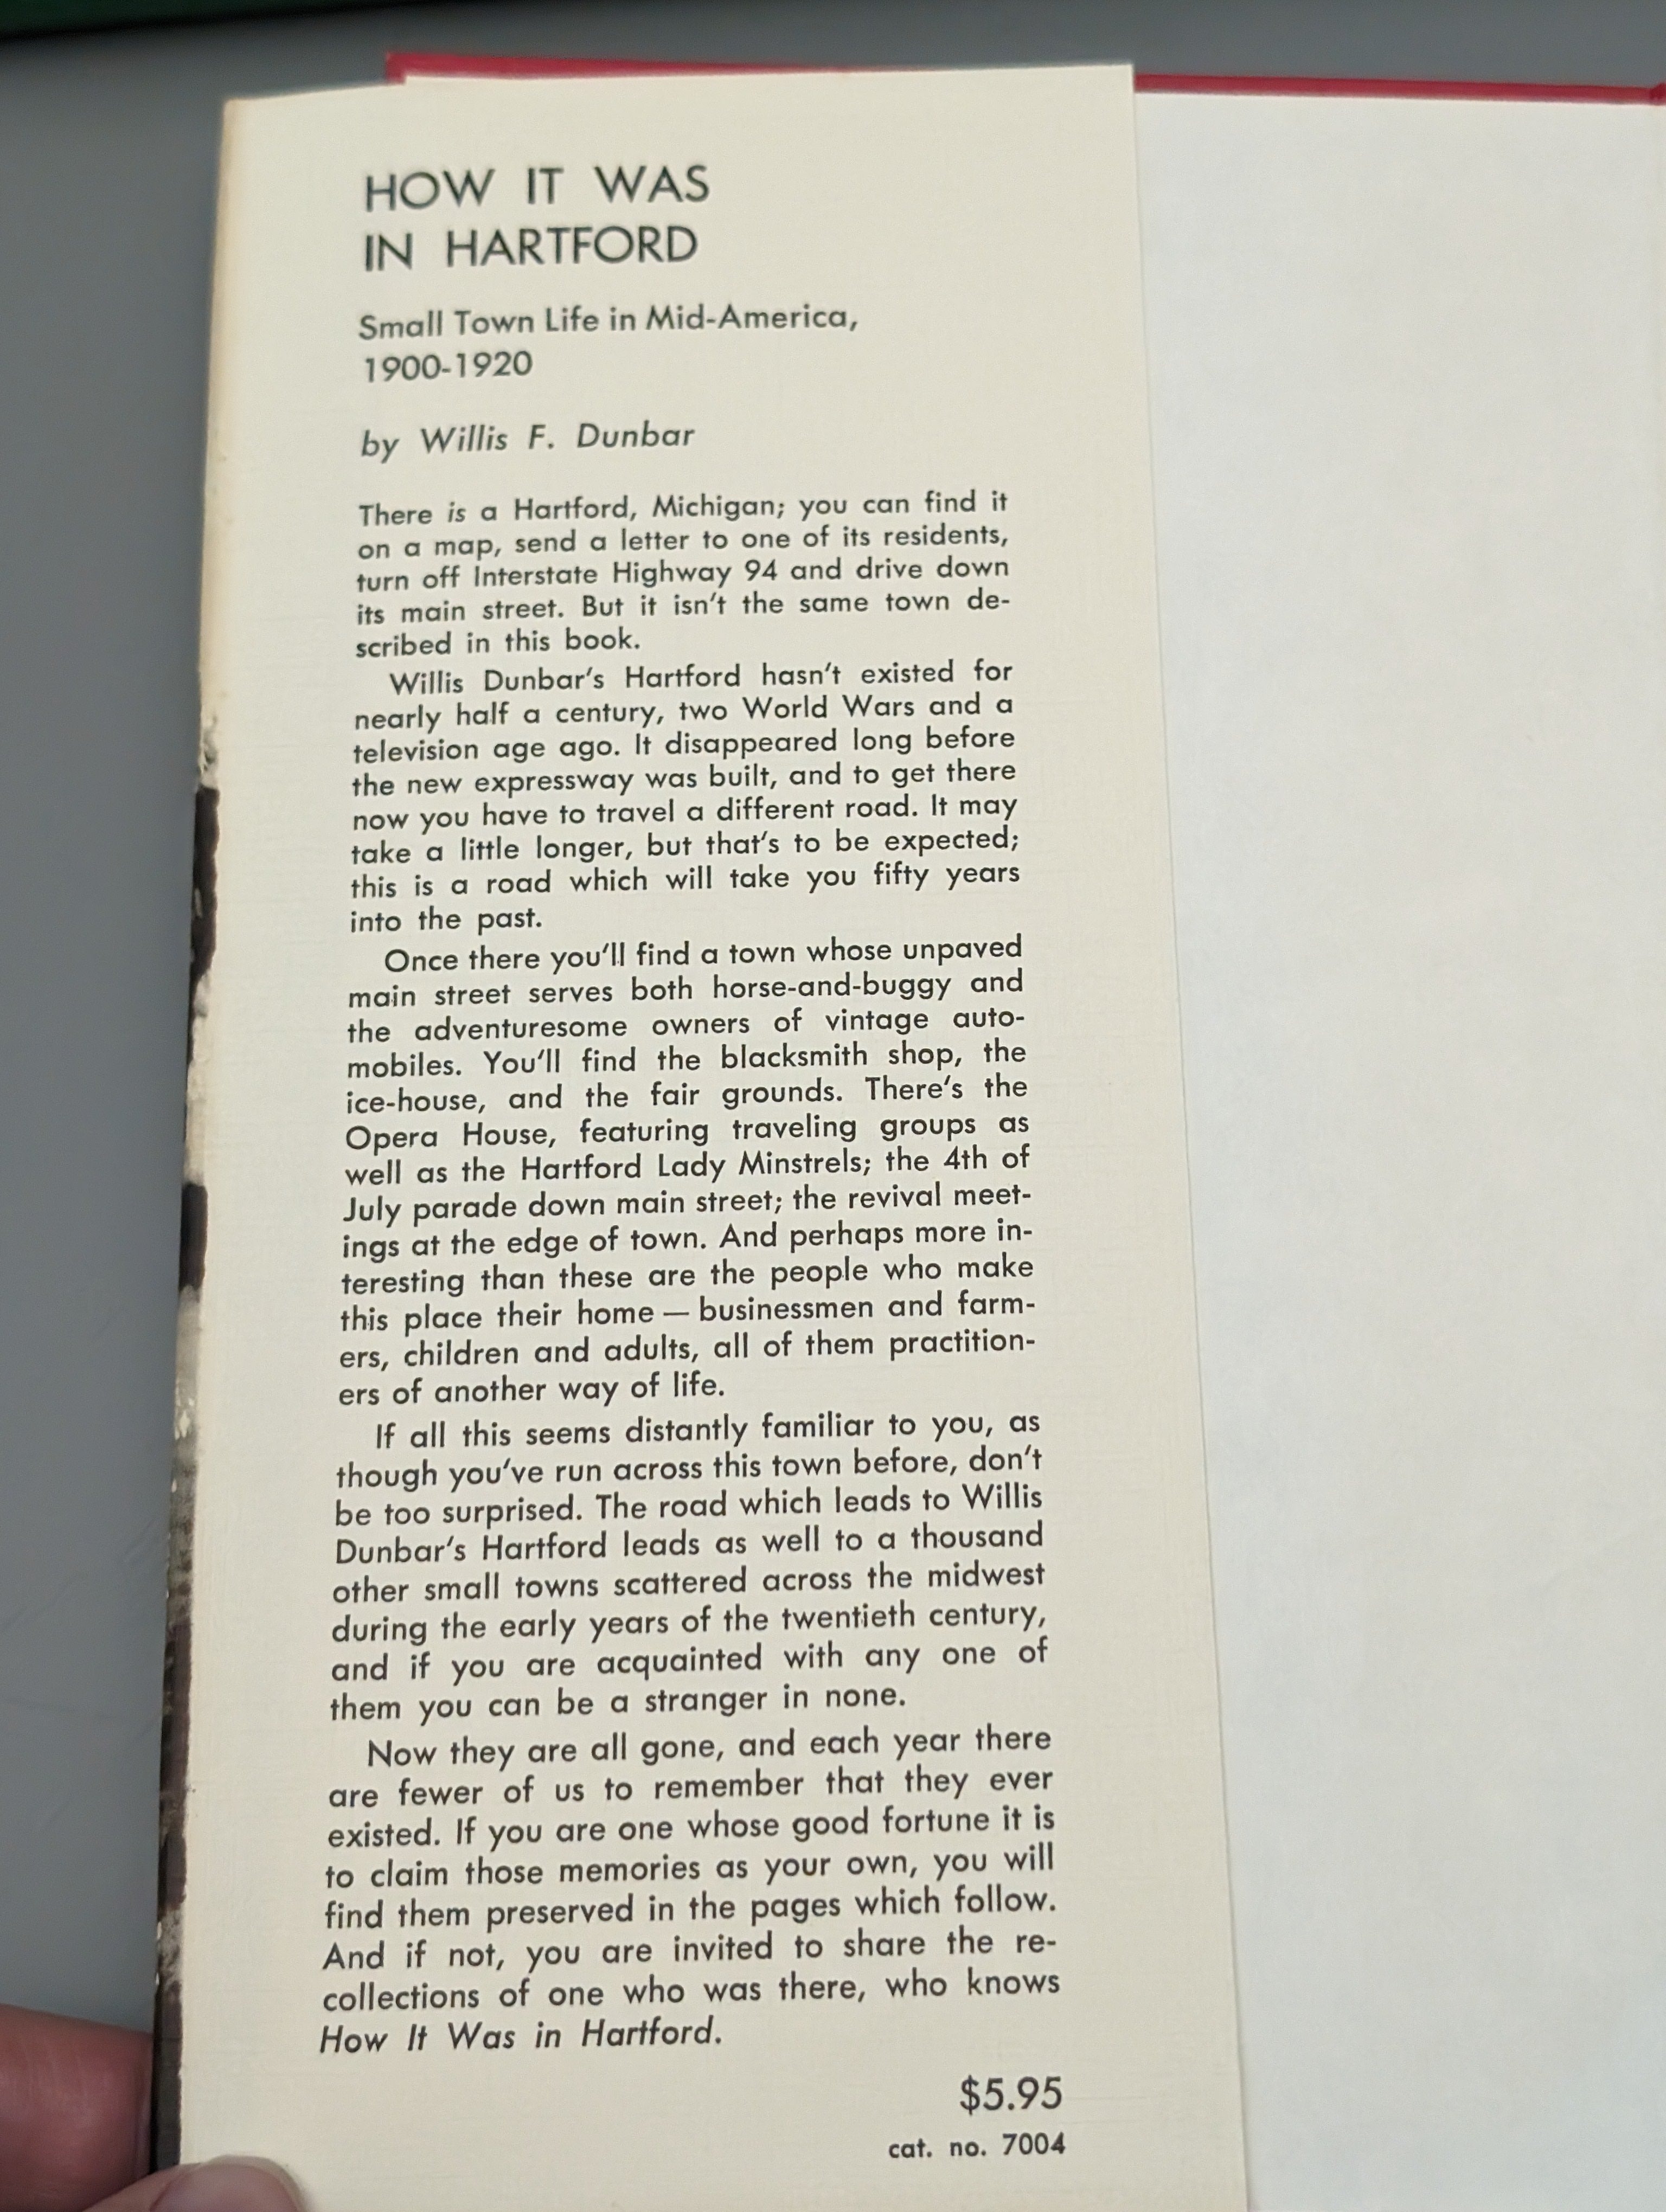 HOW IT WAS
IN HARTFORD
Small Town Life in Mid-America,
1900-1920
by Willis F. Dunbar
There is a Hartford, Michigan; you can find it
on a map, send a letter to one of its residents,
turn off Interstate Highway 94 and drive down
its main street. But it isn't the same town de-
scribed in this book.
Willis Dunbar's Hartford hasn't existed for
nearly half a century, two World Wars and a
television age ago. It disappeared long before
the new expressway was built, and to get there
now you have to travel a different road. It may
take a little longer, but that's to be expected;
this is a road which will take you fifty years
into the past.
Once there you'll find a town whose unpaved
main street serves both horse-and-buggy and
the adventuresome owners of vintage auto-
mobiles. You'll find the blacksmith shop, the
ice-house, and the fair grounds. There's the
Opera House, featuring traveling groups as
well as the Hartford Lady Minstrels; the 4th of
July parade down main street; the revival meet-
ings at the edge of town. And perhaps more in-
teresting than these are the people who make
this place their home — businessmen and farm-
ers, children and adults, all of them practition-
ers of another way of life.
If all this seems distantly familiar to you, as
though you've run across this town before, don't
be too surprised. The road which leads to Willis
Dunbar's Hartford leads as well to a thousand
other small towns scattered across the midwest
during the early years of the twentieth century,
and if you are acquainted with any one of
them you can be a stranger in none.
Now they are all gone, and each year there
are fewer of us to remember that they ever
existed. If you are one whose good fortune it is
to claim those memories as your own, you will
find them preserved in the pages which follow.
And if not, you are invited to share the re-
collections of one who was there, who knows
How It Was in Hartford.
$5.95
cat. no. 7004